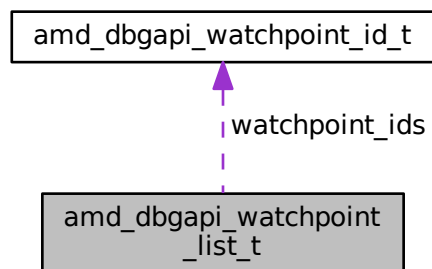 amd_dbgapi_watchpoint_id_t
watchpoint_ids
amd_dbgapi_watchpoint
_list_t